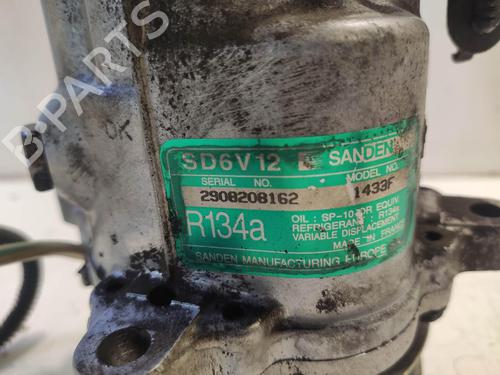 B-PARTS
OK
SD6V12 SANDEN
SERIAL NO. MODEL NO.
2908208162 1433F
R134a
OIL : SP-10 OR EQUIV.
REFRIGERANT : R134a
VARIABLE DISPLACEMENT
MADE IN FRANCE
SANDEN MANUFACTURING EUROPE